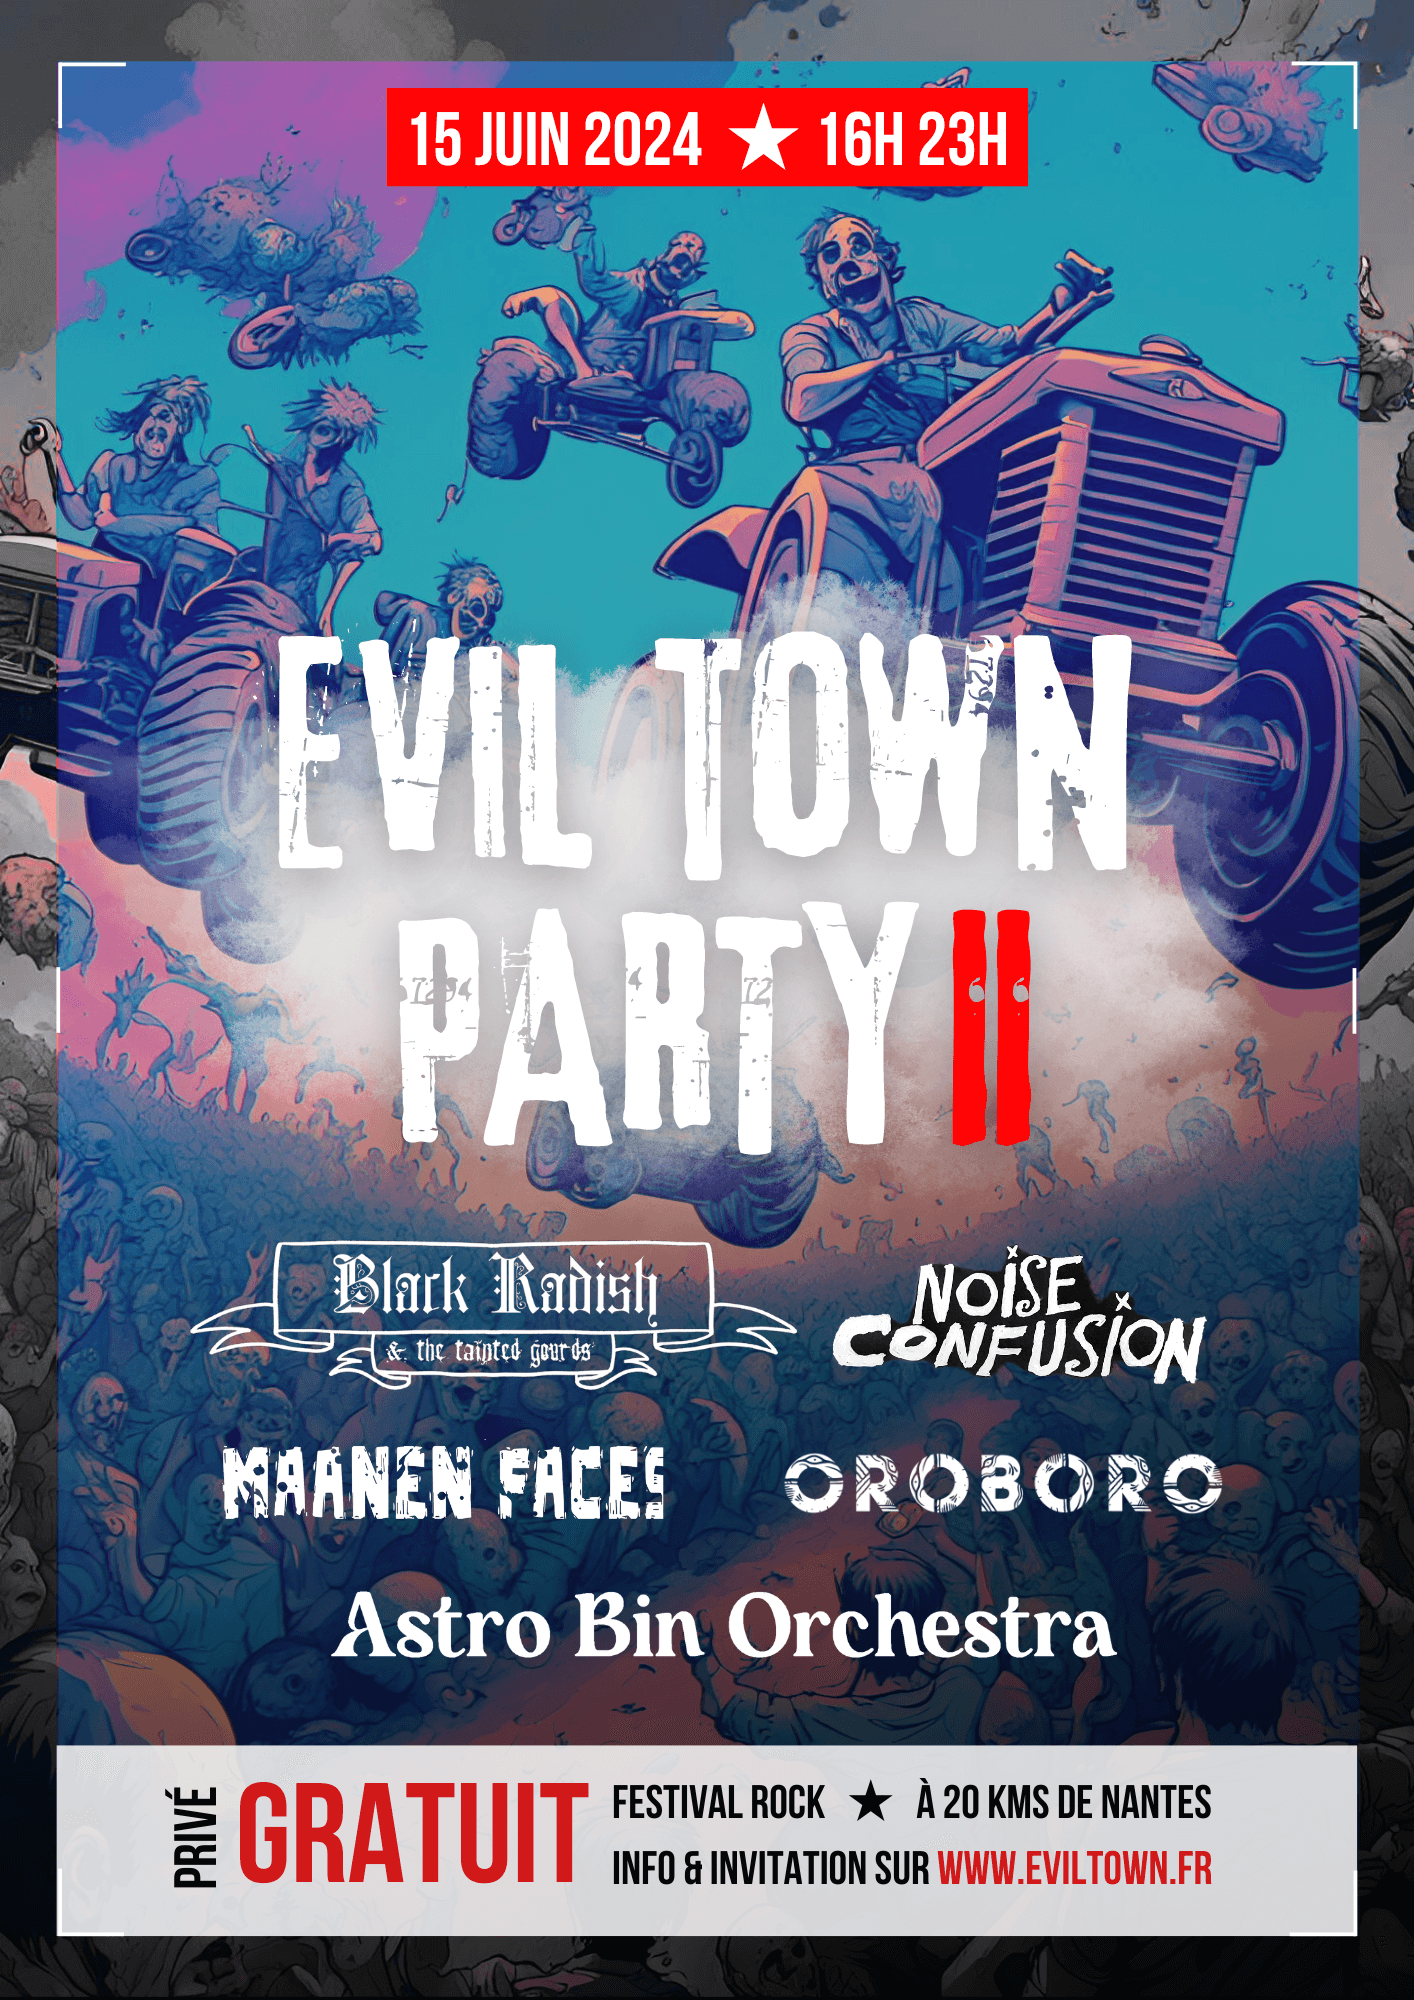 15 JUIN 2024 ★ 16H 23H
EVIL TOWN
PARTY II
Black Radish
& the tainted gourds
NOISE
CONFUSION
MAANEN FACES
OROBORO
Astro Bin Orchestra
PRIVÉ
GRATUIT
FESTIVAL ROCK ★ À 20 KMS DE NANTES
INFO & INVITATION SUR WWW.EVILTOWN.FR